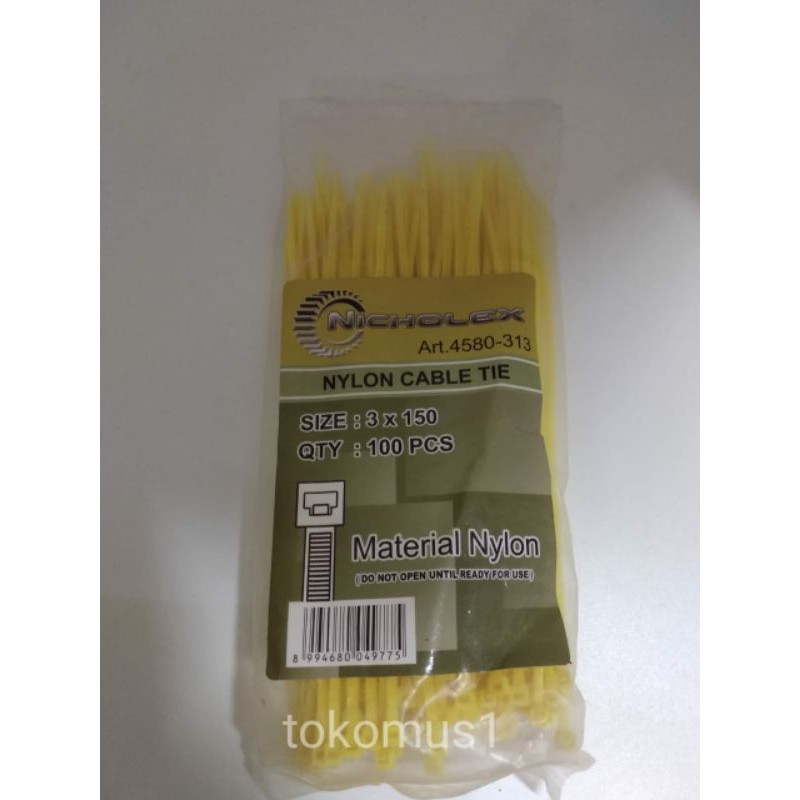 NICHOLEX
Art.4580-313
NYLON CABLE TIE
SIZE : 3 x 150
QTY : 100 PCS
Material Nylon
( DO NOT OPEN UNTIL READY FOR USE )
8 994680 049775
tokomus1